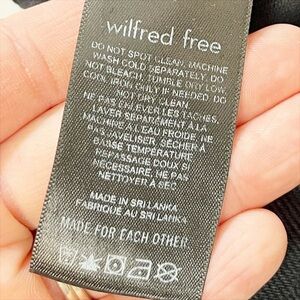 wilfred free
DO NOT SPOT CLEAN. MACHINE
WASH COLD SEPARATELY. DO
NOT BLEACH. TUMBLE DRY LOW.
COOL IRON ONLY IF NEEDED. DO
NOT DRY CLEAN
NE PAS EN LEVER LES TACHES.
LAVER SÉPARÉMENT À LA
MACHINE À L'EAU FROIDE. NE
PAS JAVELISER. SÉCHER À
BASSE TEMPÉRATURE
REPASSAGE DOUX SI
NÉCESSAIRE. NE PAS
NETTOYER À SEC
MADE IN SRI LANKA
FABRIQUÉ AU SRI LANKA
MADE FOR EACH OTHER